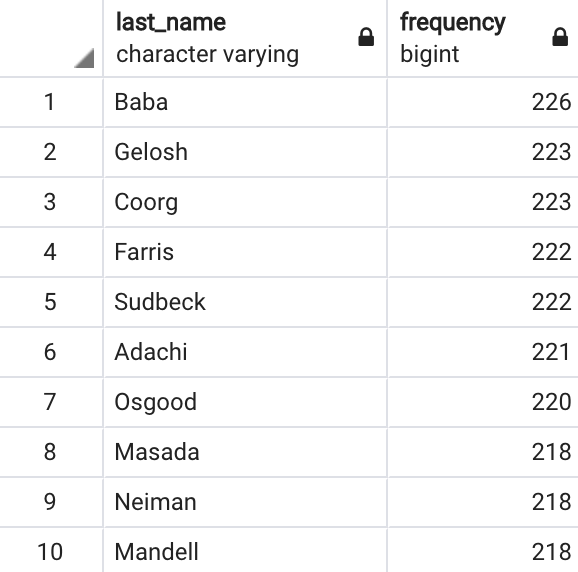 last_name frequency
character varying bigint
1 Baba 226
2 Gelosh 223
3 Coorg 223
4 Farris 222
5 Sudbeck 222
6 Adachi 221
7 Osgood 220
8 Masada 218
9 Neiman 218
10 Mandell 218